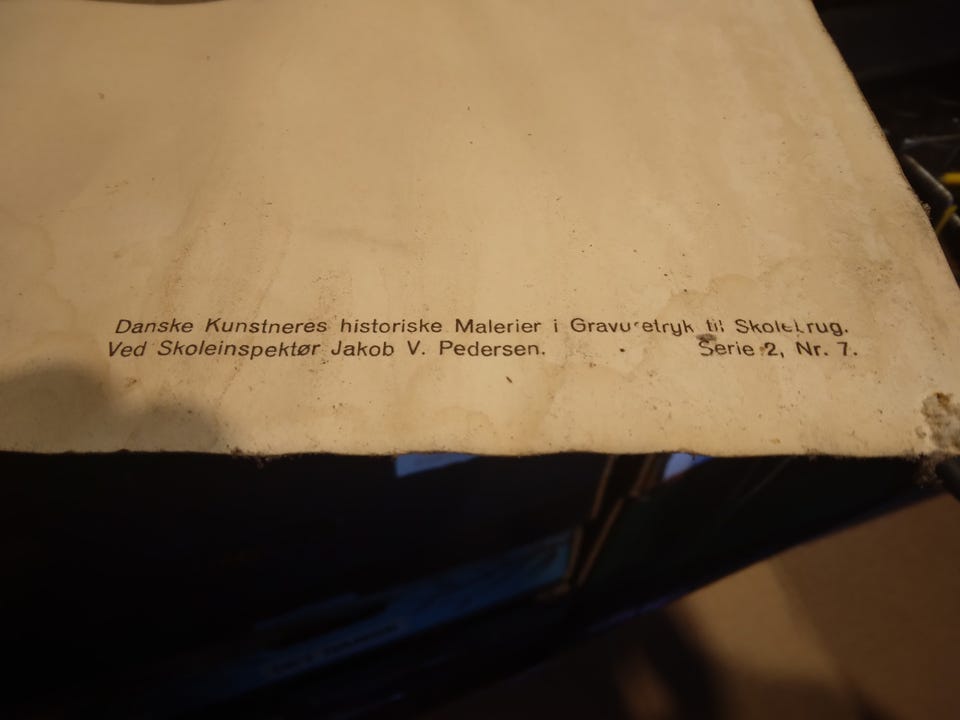 Danske Kunstneres historiske Malerier i Gravuretryk til Skolebrug.
Ved Skoleinspektør Jakob V. Pedersen. Serie 2, Nr. 7.